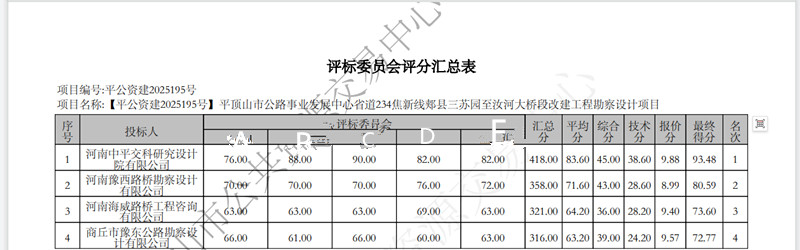 评标委员会评分汇总表
项目编号:平公资建2025195号
项目名称:【平公资建2025195号】平顶山市公路事业发展中心省道234焦新线郏县三苏园至汝河大桥段改建工程勘察设计项目
序号 投标人 评标委员会 汇总分 平均分 综合分 技术分 报价分 最终得分 名次
A B C D E
1 河南中平交科研究设计院有限公司 76.00 88.00 90.00 82.00 82.00 418.00 83.60 45.00 38.60 9.88 93.48 1
2 河南豫西路桥勘察设计有限公司 70.00 70.00 70.00 76.00 72.00 358.00 71.60 43.00 28.60 8.99 80.59 2
3 河南海威路桥工程咨询有限公司 63.00 63.00 63.00 69.00 63.00 321.00 64.20 36.00 28.20 9.40 73.60 3
4 商丘市豫东公路勘察设计有限公司 66.00 61.00 66.00 60.00 63.00 316.00 63.20 39.00 24.20 9.57 72.77 4